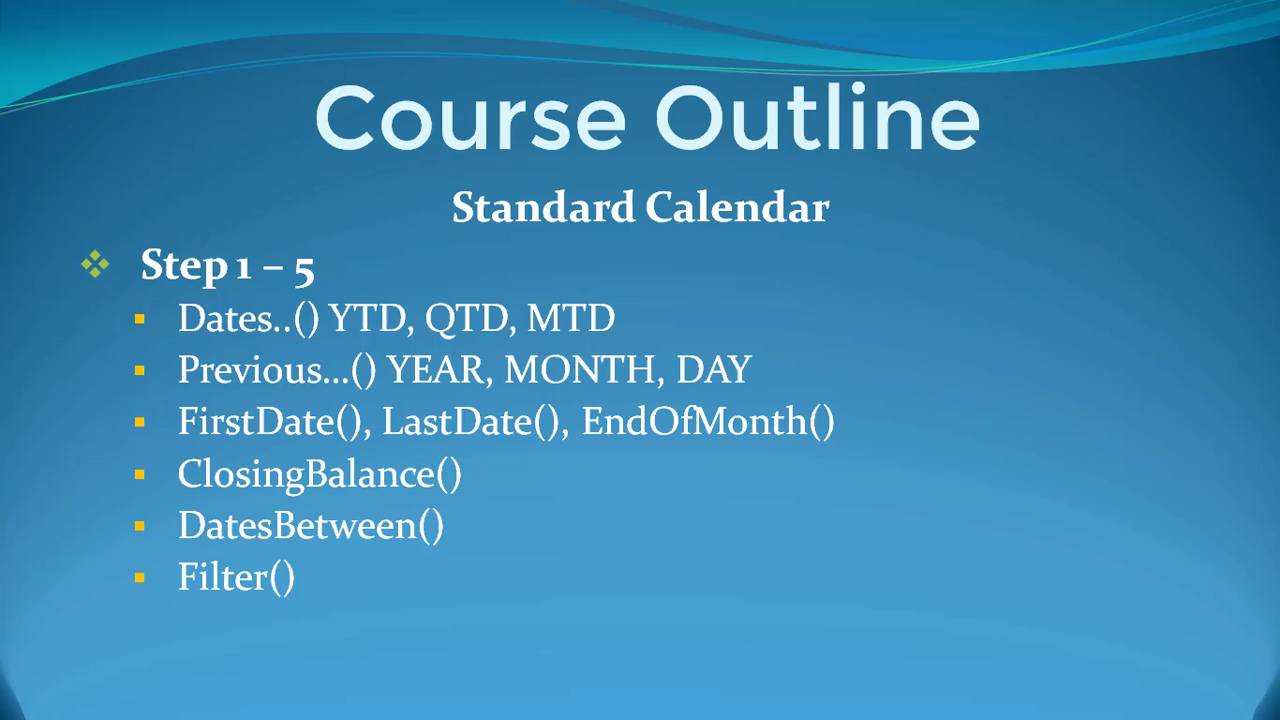 Course Outline
Standard Calendar
Step 1 – 5
Dates..() YTD, QTD, MTD
Previous...() YEAR, MONTH, DAY
FirstDate(), LastDate(), EndOfMonth()
ClosingBalance()
DatesBetween()
Filter()